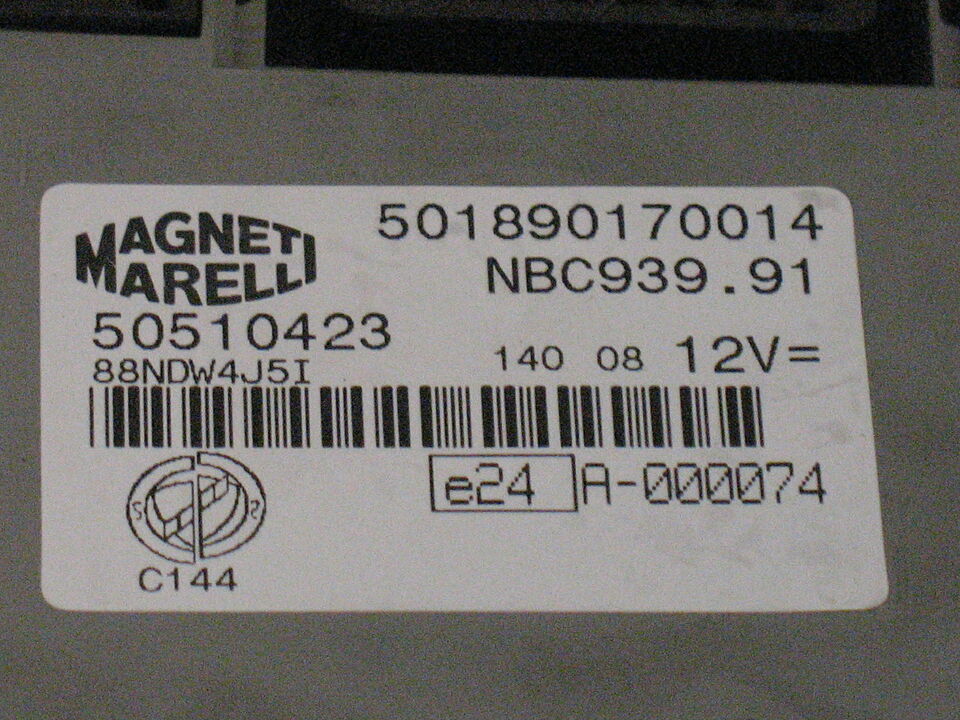 MAGNETI
MARELLI
501890170014
NBC939.91
50510423
88NDW4J5I
140 08 12V=
e24 A-000074
C144